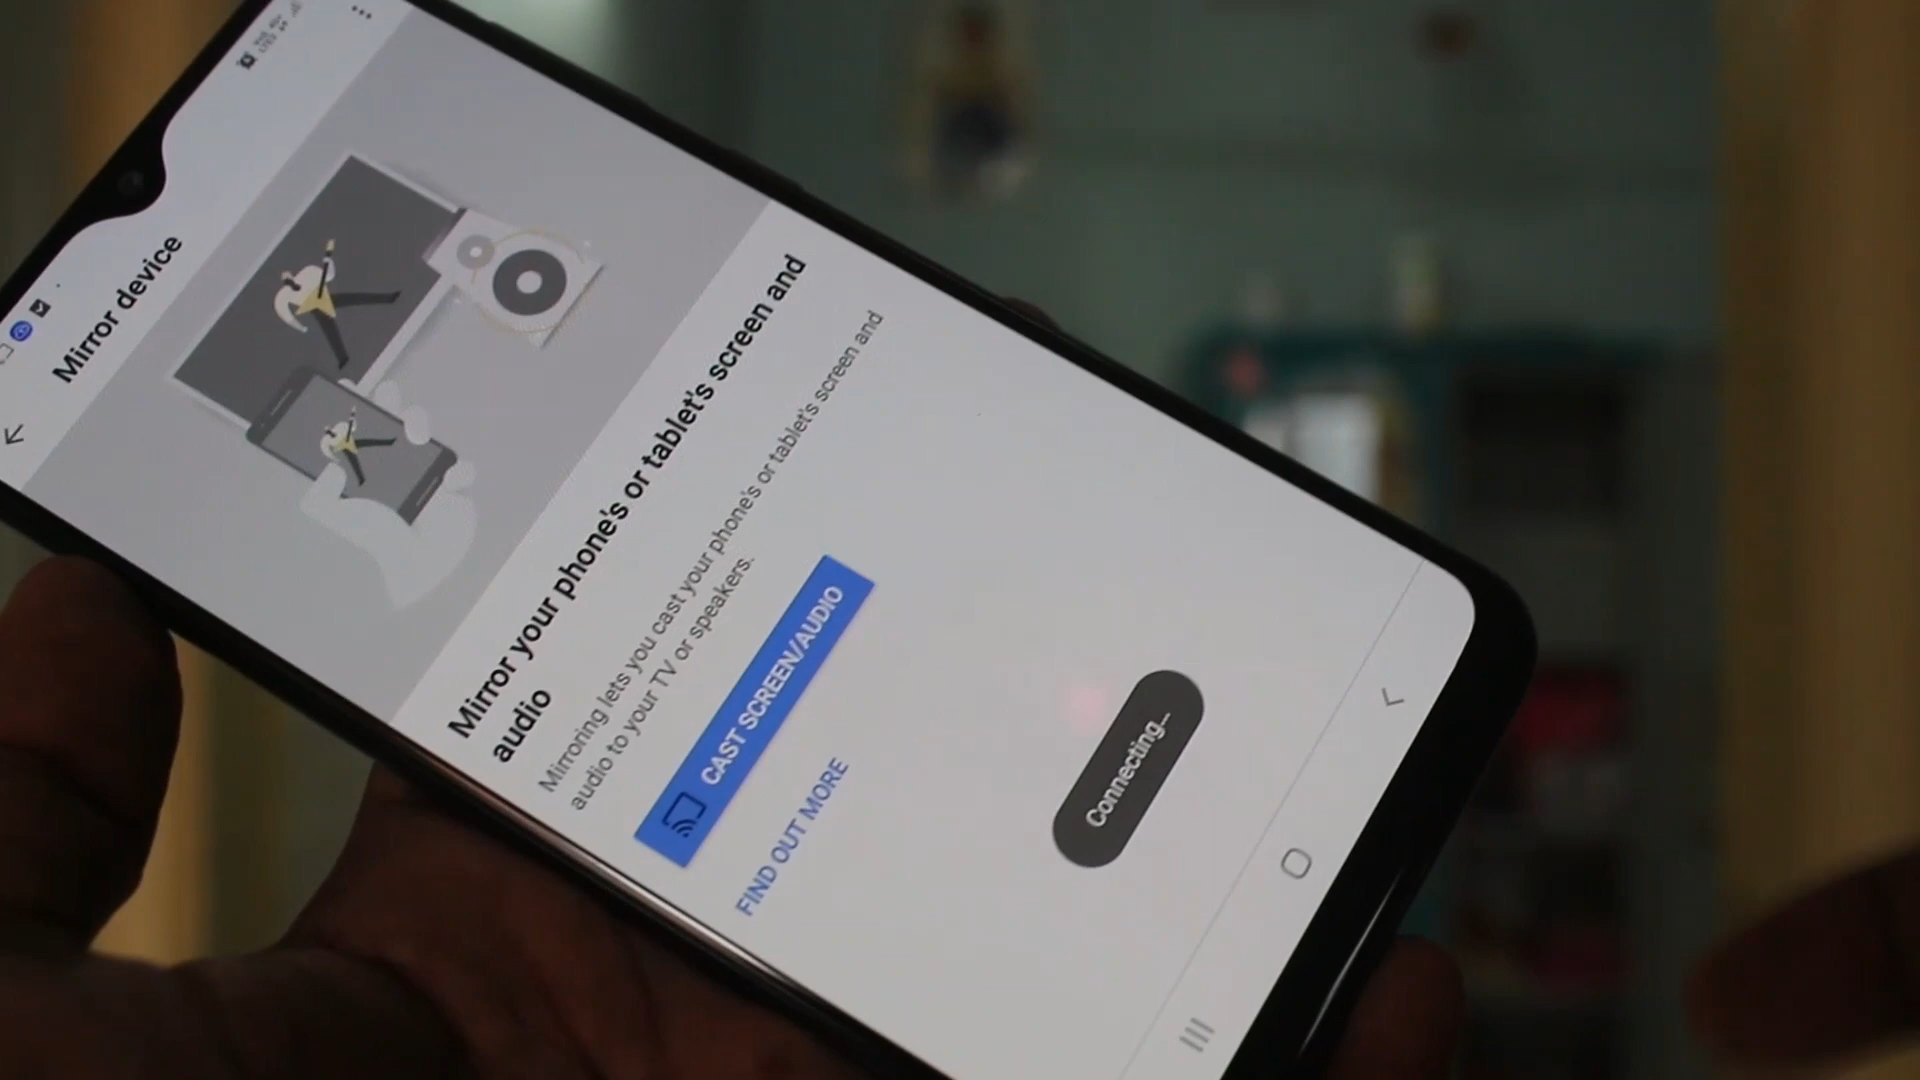 Mirror device
Mirror your phone's or tablet's screen and
audio
Mirroring lets you cast your phone's or tablet's screen and
audio to your TV or speakers.
CAST SCREEN/AUDIO
FIND OUT MORE
Connecting...